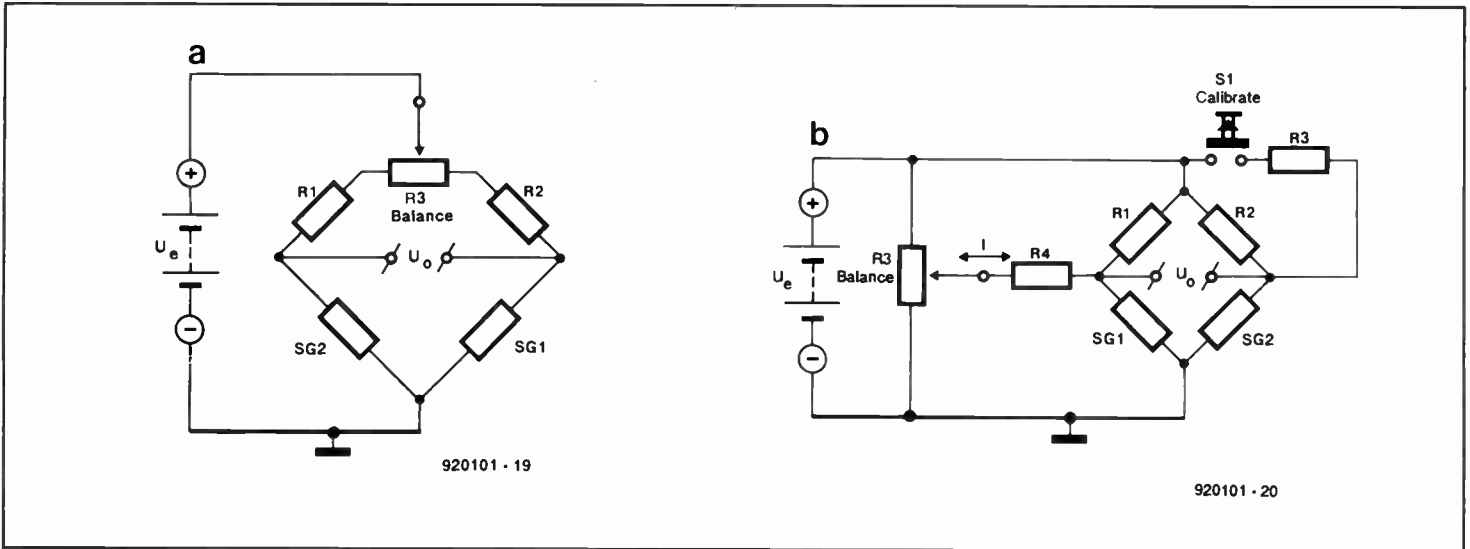 a
R1
R3
Balance
R2
+
U e
−
U o
SG2
SG1
920101 - 19
b
S1
Calibrate
R3
+
U e
−
R3
Balance
I
R4
R1
R2
U o
SG1
SG2
920101 - 20